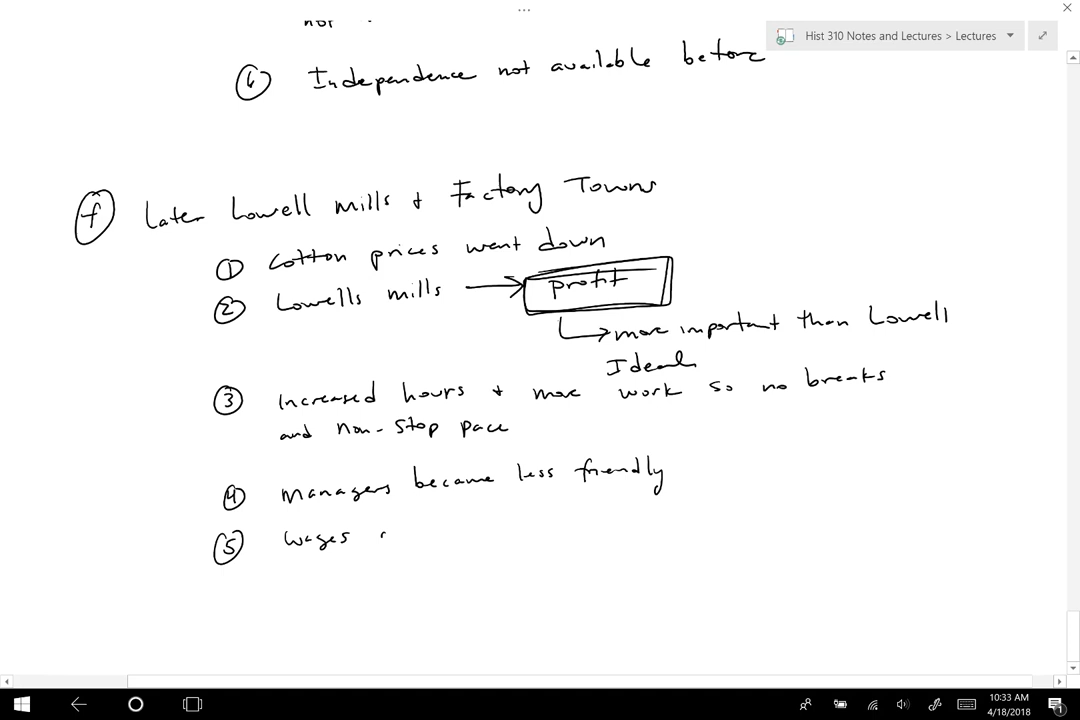 Hist 310 Notes and Lectures > Lectures
⑥ Independence not available before
ⓕ Later Lowell mills + Factory Towns
① Cotton prices went down
② Lowells mills → profit
↳ more important than Lowell
Ideals
③ increased hours + more work so no breaks
and non-stop pace
④ managers became less friendly
⑤ wages
10:33 AM
4/18/2018
1